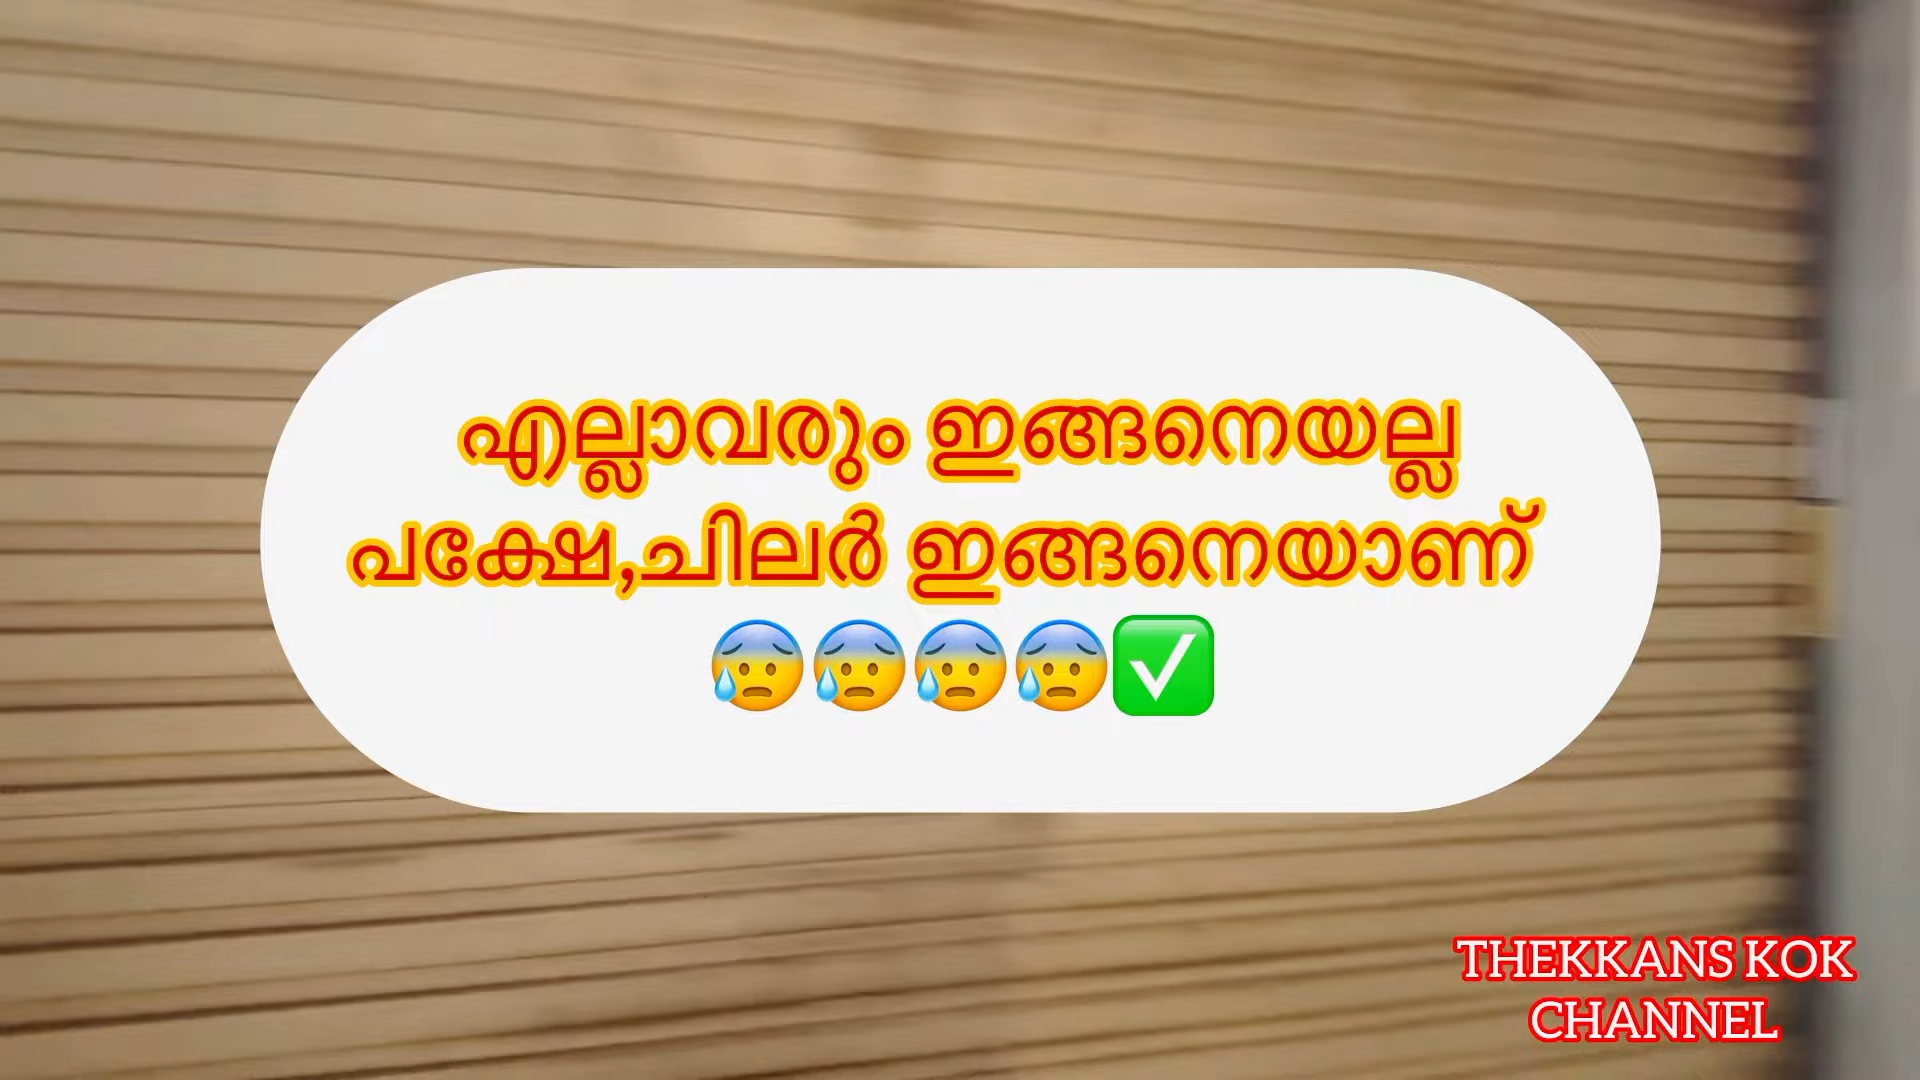 എല്ലാവരും ഇങ്ങനെയല്ല
പക്ഷേ,ചിലർ ഇങ്ങനെയാണ്
😰😰😰😰✅
THEKKANS KOK
CHANNEL